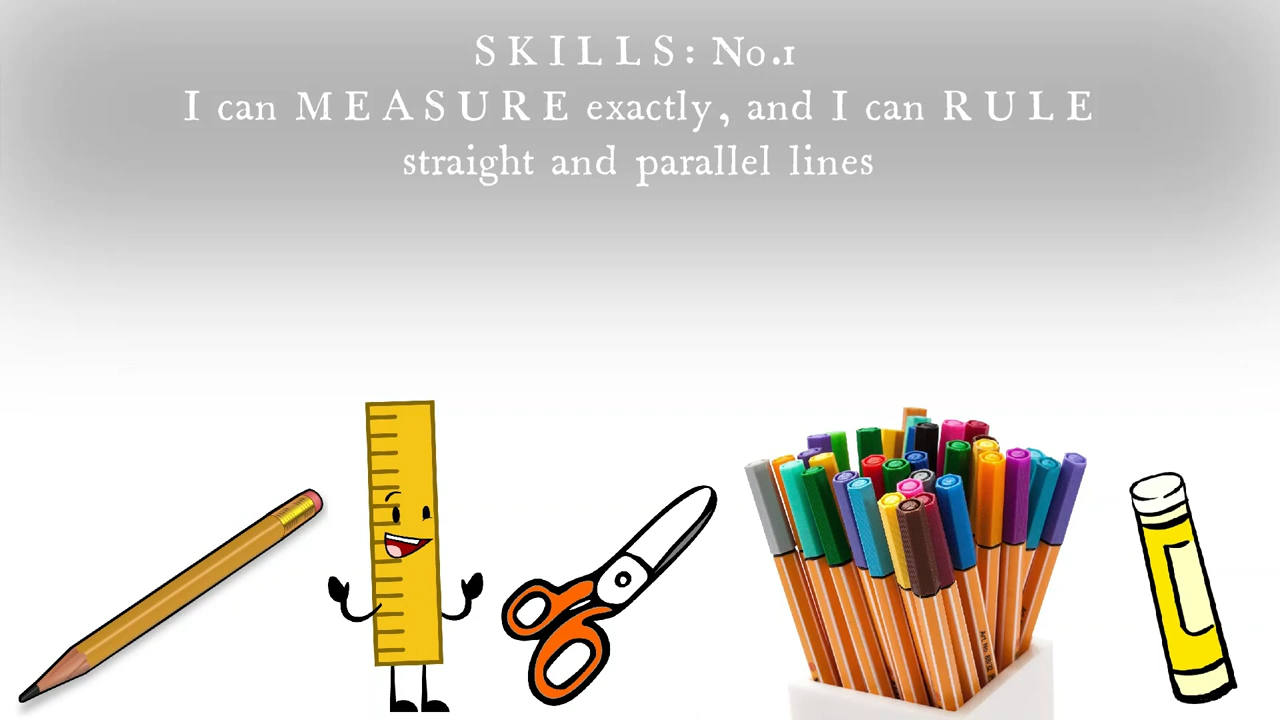 SKILLS: No.1
I can MEASURE exactly, and I can RULE
straight and parallel lines